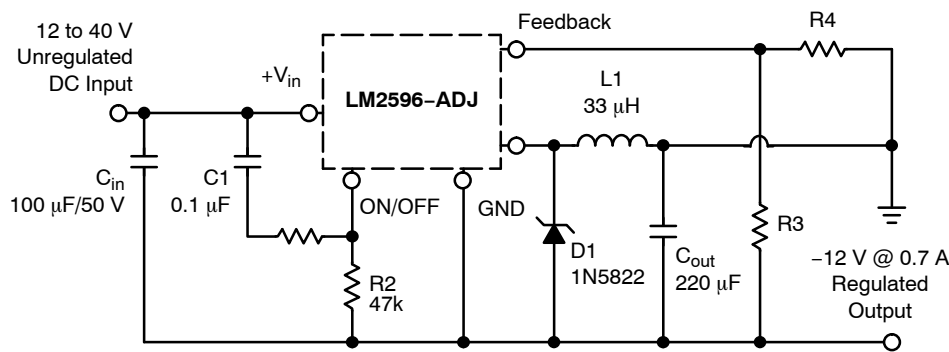 12 to 40 V
Unregulated
DC Input
+Vin
Feedback
R4
LM2596−ADJ
L1
33 μH
Cin
100 μF/50 V
C1
0.1 μF
ON/OFF
GND
R2
47k
D1
1N5822
Cout
220 μF
R3
−12 V @ 0.7 A
Regulated
Output